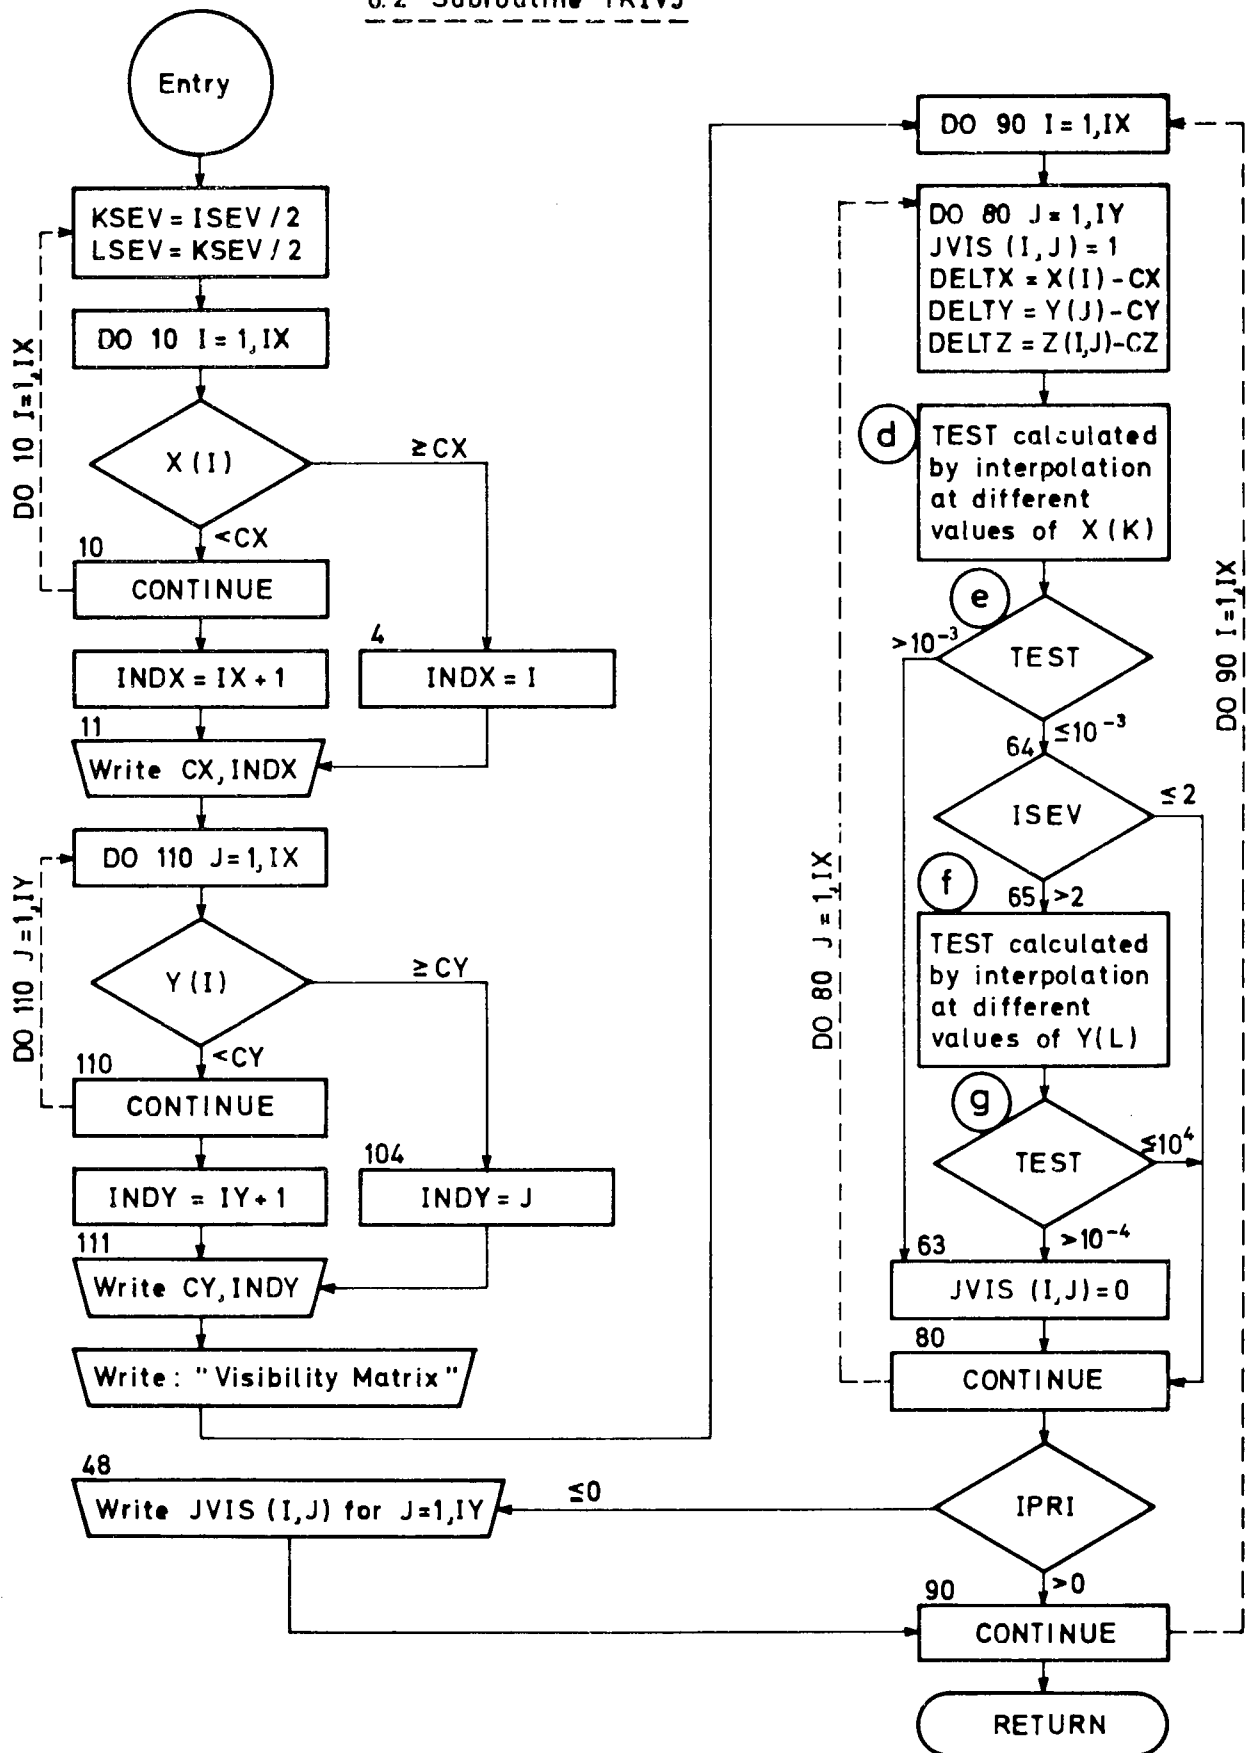 6.2 Subroutine TRIVJ
Entry
KSEV = ISEV / 2
LSEV = KSEV / 2
DO 10 I = 1, IX
DO 10 I=1, IX
X (I)
≥ CX
< CX
10
CONTINUE
INDX = IX + 1
4
INDX = I
11
Write CX, INDX
DO 110 J = 1, IX
DO 110 J=1, IY
Y (I)
≥ CY
< CY
110
CONTINUE
INDY = IY + 1
104
INDY = J
111
Write CY, INDY
Write: "Visibility Matrix"
48
Write JVIS (I,J) for J=1, IY
DO 90 I = 1, IX
DO 80 J = 1, IY
JVIS (I, J) = 1
DELTX = X(I) - CX
DELTY = Y(J) - CY
DELTZ = Z(I,J) - CZ
d
TEST calculated
by interpolation
at different
values of X (K)
e
>10⁻³
TEST
≤10⁻³
64
ISEV
≤ 2
f
65
>2
TEST calculated
by interpolation
at different
values of Y(L)
g
TEST
≤10⁴
>10⁻⁴
63
JVIS (I, J) = 0
80
CONTINUE
DO 80 J = 1, IX
DO 90 I = 1, IX
IPRI
≤0
>0
90
CONTINUE
RETURN